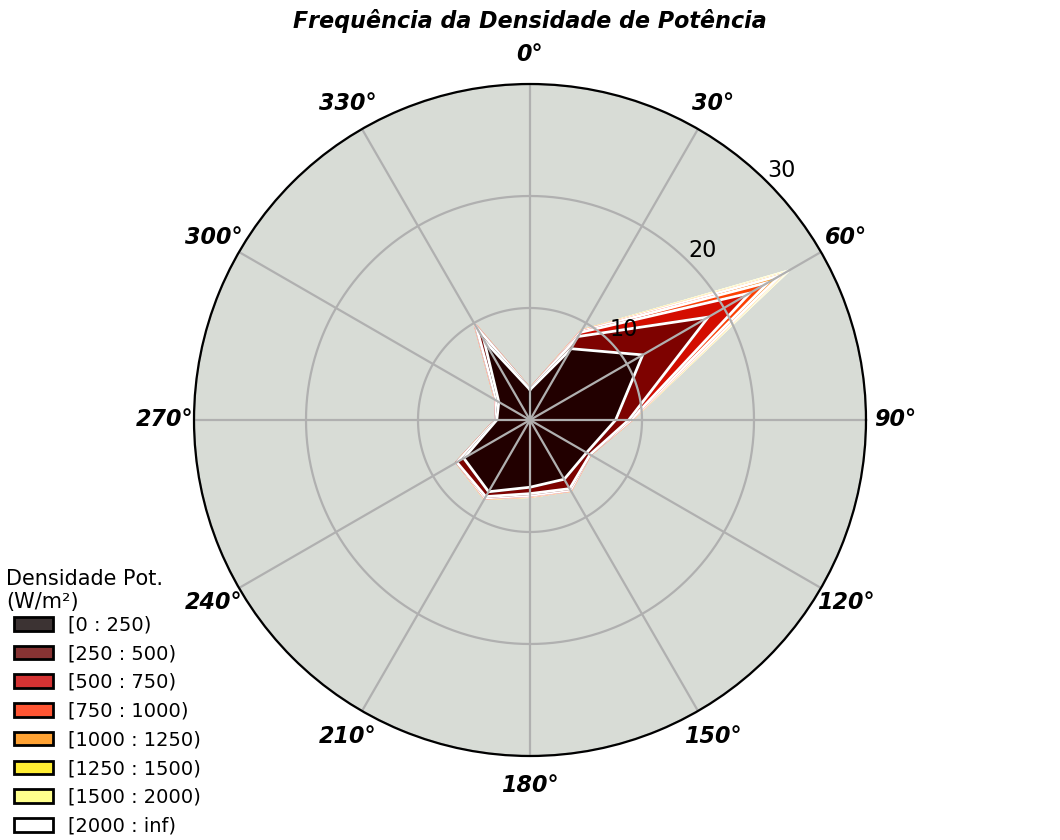 Frequência da Densidade de Potência
0°
330°
30°
30
300°
60°
20
10
270°
90°
240°
120°
210°
150°
180°
Densidade Pot.
(W/m²)
[0 : 250)
[250 : 500)
[500 : 750)
[750 : 1000)
[1000 : 1250)
[1250 : 1500)
[1500 : 2000)
[2000 : inf)